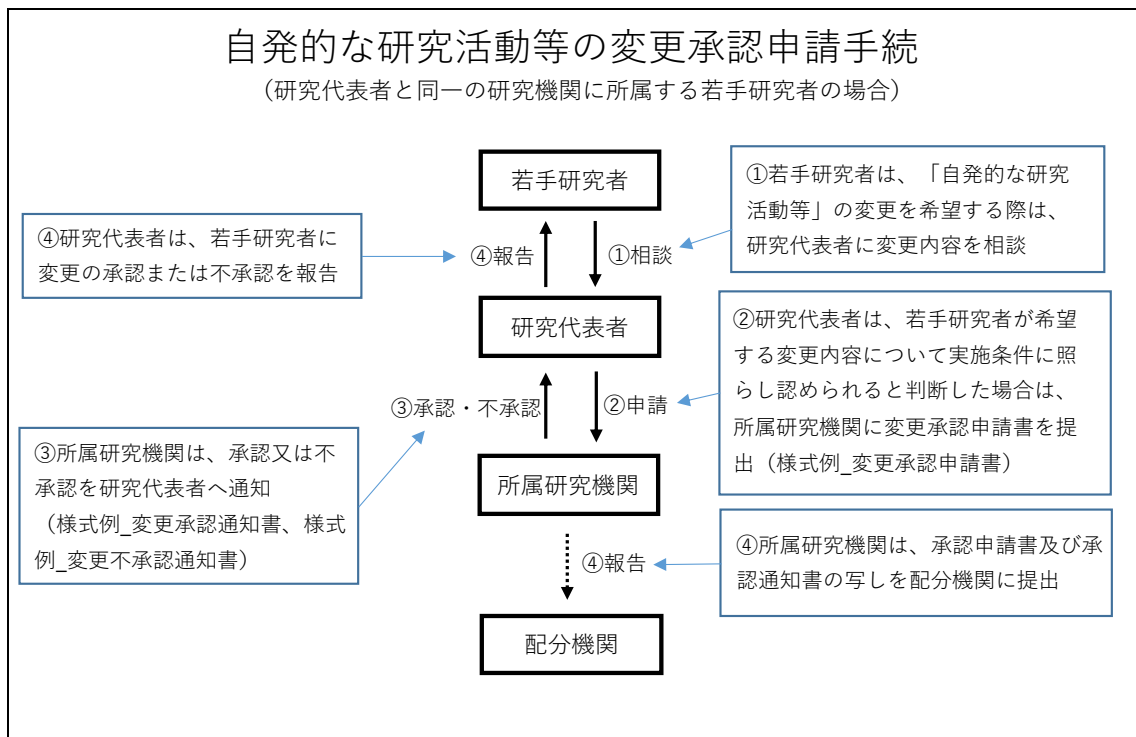 自発的な研究活動等の変更承認申請手続
（研究代表者と同一の研究機関に所属する若手研究者の場合）
若手研究者
①若手研究者は、「自発的な研究
活動等」の変更を希望する際は、
研究代表者に変更内容を相談
④研究代表者は、若手研究者に
変更の承認または不承認を報告
④報告
①相談
研究代表者
②研究代表者は、若手研究者が希望
する変更内容について実施条件に照
らし認められると判断した場合は、
所属研究機関に変更承認申請書を提
出（様式例_変更承認申請書）
③承認・不承認
②申請
③所属研究機関は、承認又は不
承認を研究代表者へ通知
（様式例_変更承認通知書、様式
例_変更不承認通知書）
所属研究機関
④報告
④所属研究機関は、承認申請書及び承
認通知書の写しを配分機関に提出
配分機関